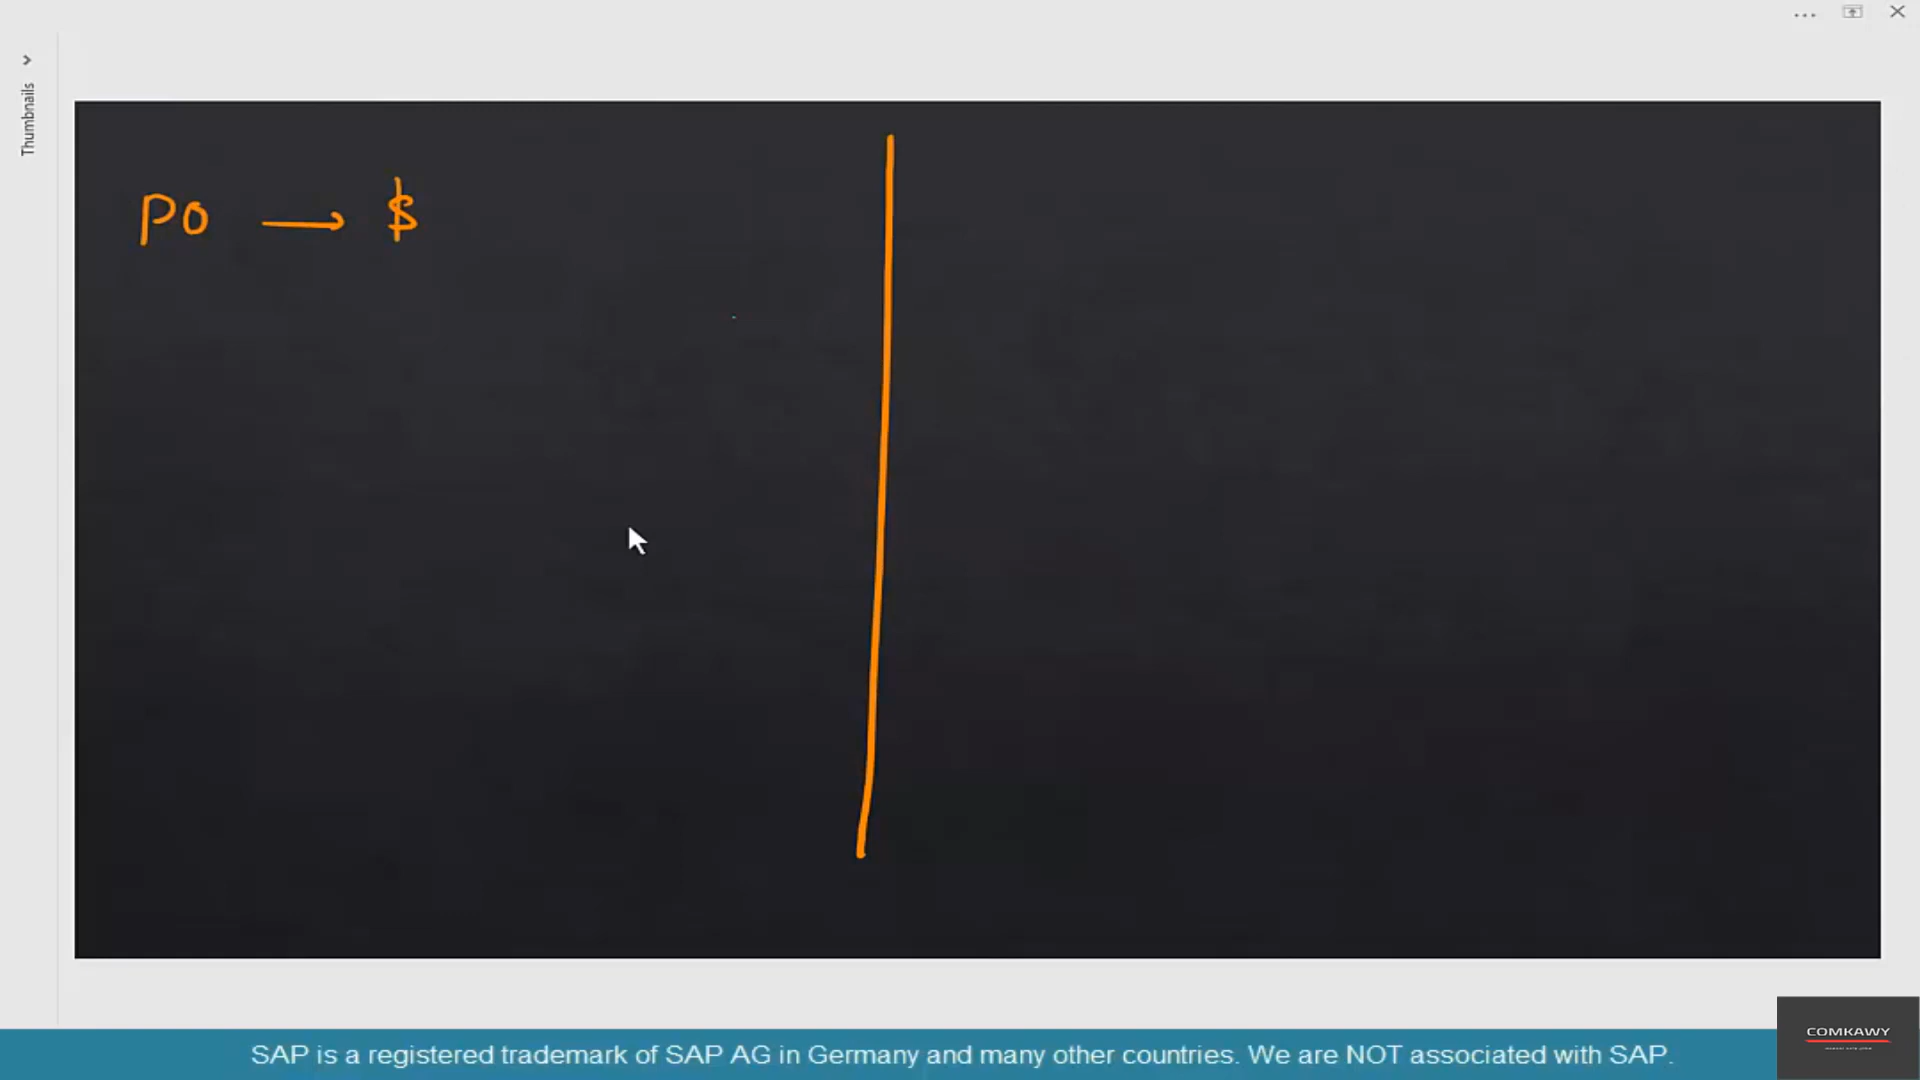 Thumbnails
PO → $
COMKAWY
SAP is a registered trademark of SAP AG in Germany and many other countries. We are NOT associated with SAP.